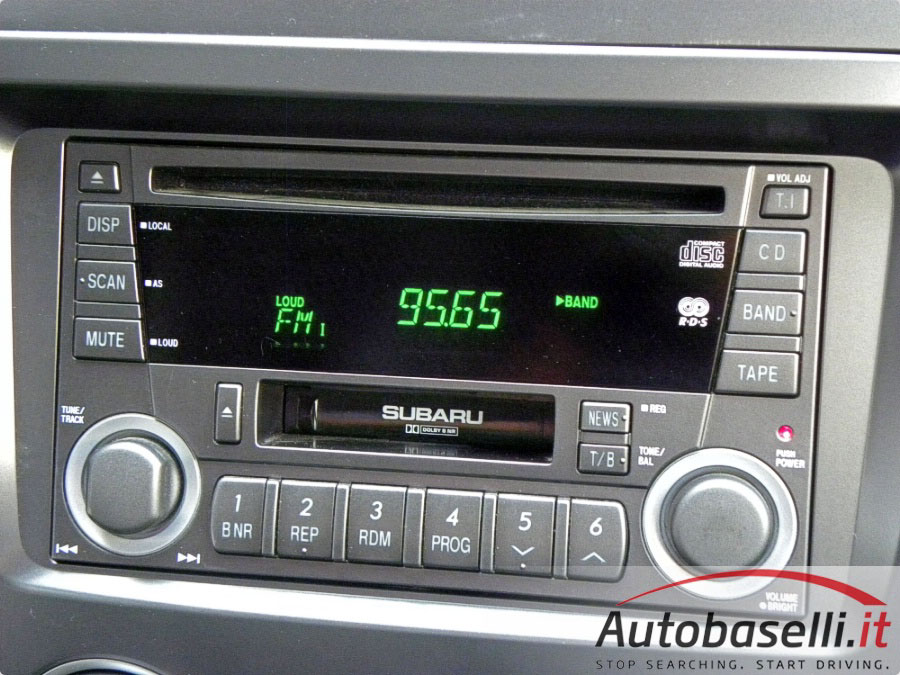 VOL ADJ
T.I
DISP
LOCAL
COMPACT
disc
DIGITAL AUDIO
CD
SCAN
AS
LOUD
FM I
95.65
BAND
R·D·S
BAND
MUTE
LOUD
TAPE
TUNE/
TRACK
SUBARU
DOLBY B NR
NEWS
REG
T/B
TONE/
BAL
PUSH
POWER
1
B NR
2
REP
3
RDM
4
PROG
5
6
VOLUME
BRIGHT
Autobaselli.it
STOP SEARCHING. START DRIVING.